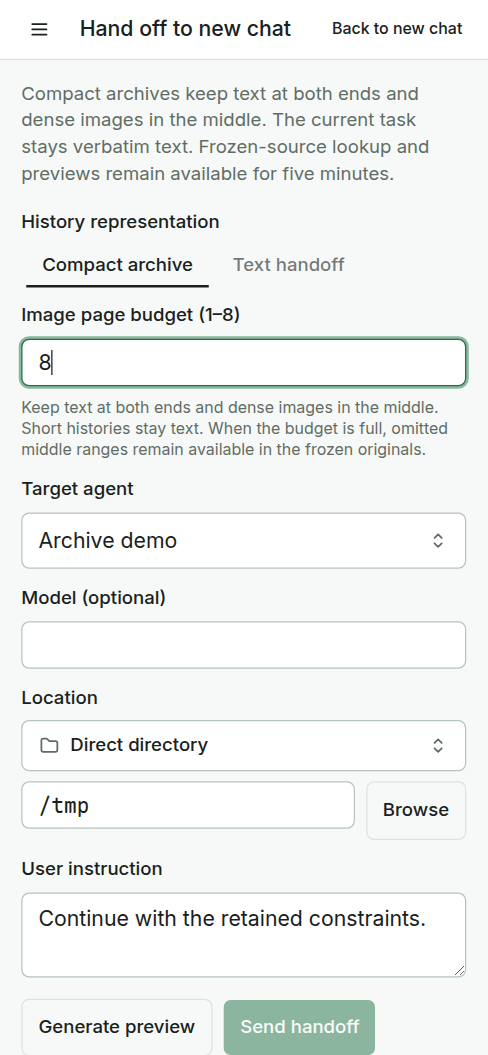 Hand off to new chat
Back to new chat
Compact archives keep text at both ends and
dense images in the middle. The current task
stays verbatim text. Frozen-source lookup and
previews remain available for five minutes.
History representation
Compact archive
Text handoff
Image page budget (1–8)
8
Keep text at both ends and dense images in the middle.
Short histories stay text. When the budget is full, omitted
middle ranges remain available in the frozen originals.
Target agent
Archive demo
Model (optional)
Location
Direct directory
/tmp
Browse
User instruction
Continue with the retained constraints.
Generate preview
Send handoff